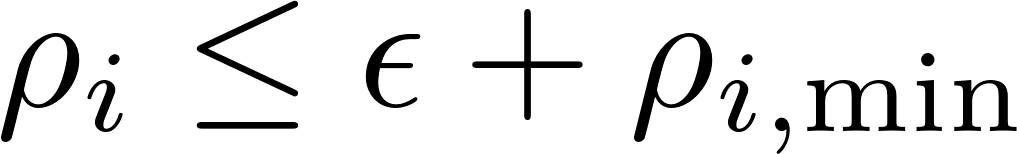 ρ_i ≤ ϵ + ρ_{i,min}